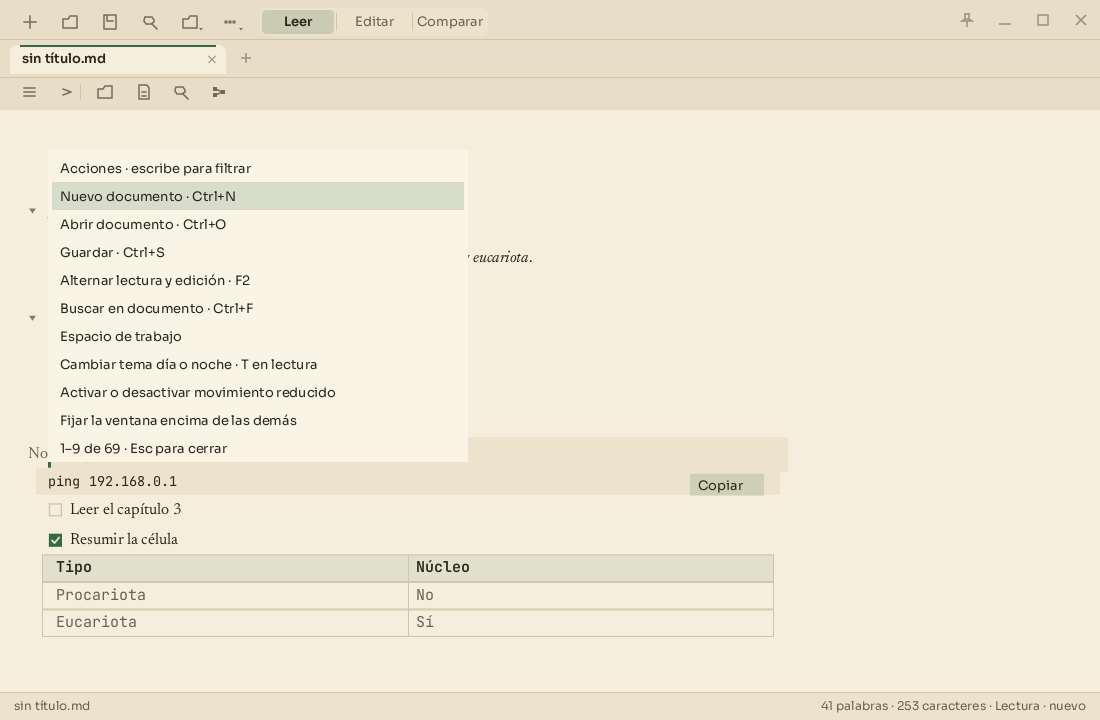 Leer Editar Comparar
sin título.md
Acciones · escribe para filtrar
Nuevo documento · Ctrl+N
Abrir documento · Ctrl+O
Guardar · Ctrl+S
eucariota.
Alternar lectura y edición · F2
Buscar en documento · Ctrl+F
Espacio de trabajo
Cambiar tema día o noche · T en lectura
Activar o desactivar movimiento reducido
Fijar la ventana encima de las demás
No
1–9 de 69 · Esc para cerrar
ping 192.168.0.1
Copiar
Leer el capítulo 3
Resumir la célula
Tipo Núcleo
Procariota No
Eucariota Sí
sin título.md 41 palabras · 253 caracteres · Lectura · nuevo